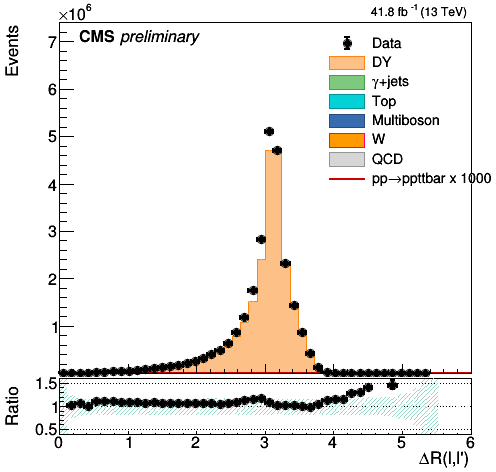 ×10⁶
41.8 fb⁻¹ (13 TeV)
CMS preliminary
Events
7
6
5
4
3
2
1
Data
DY
γ+jets
Top
Multiboson
W
QCD
pp→ppttbar x 1000
Ratio
1.5
1
0.5
0 1 2 3 4 5 6
ΔR(l,l')